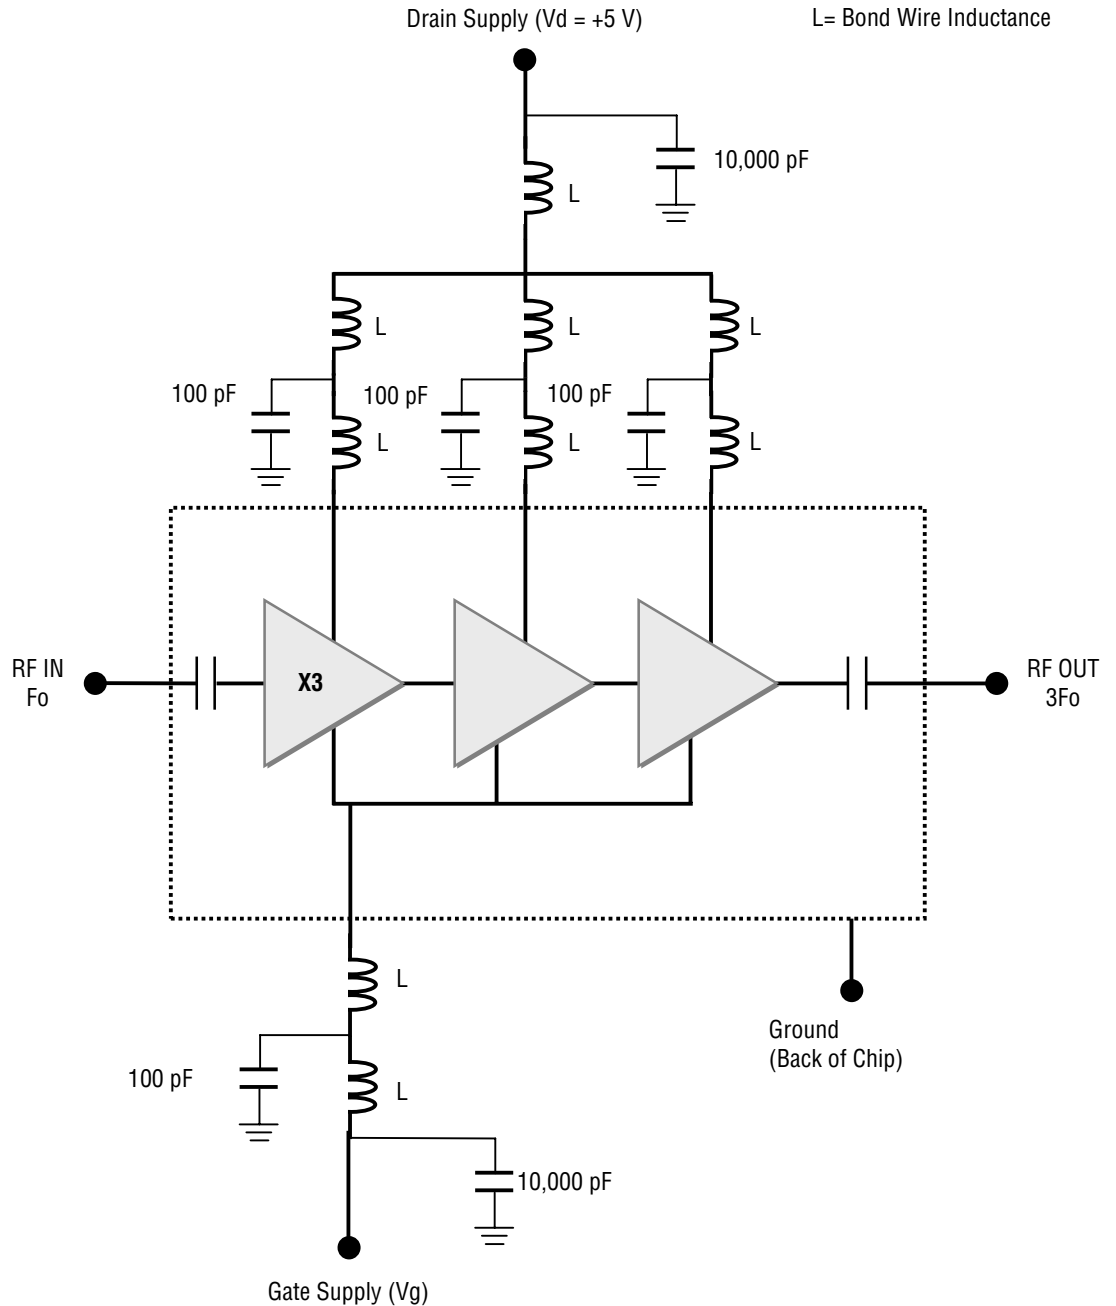 Drain Supply (Vd = +5 V)
L= Bond Wire Inductance
10,000 pF
L
L
L
L
100 pF
100 pF
100 pF
L
L
L
RF IN
Fo
X3
RF OUT
3Fo
L
Ground
(Back of Chip)
100 pF
L
10,000 pF
Gate Supply (Vg)